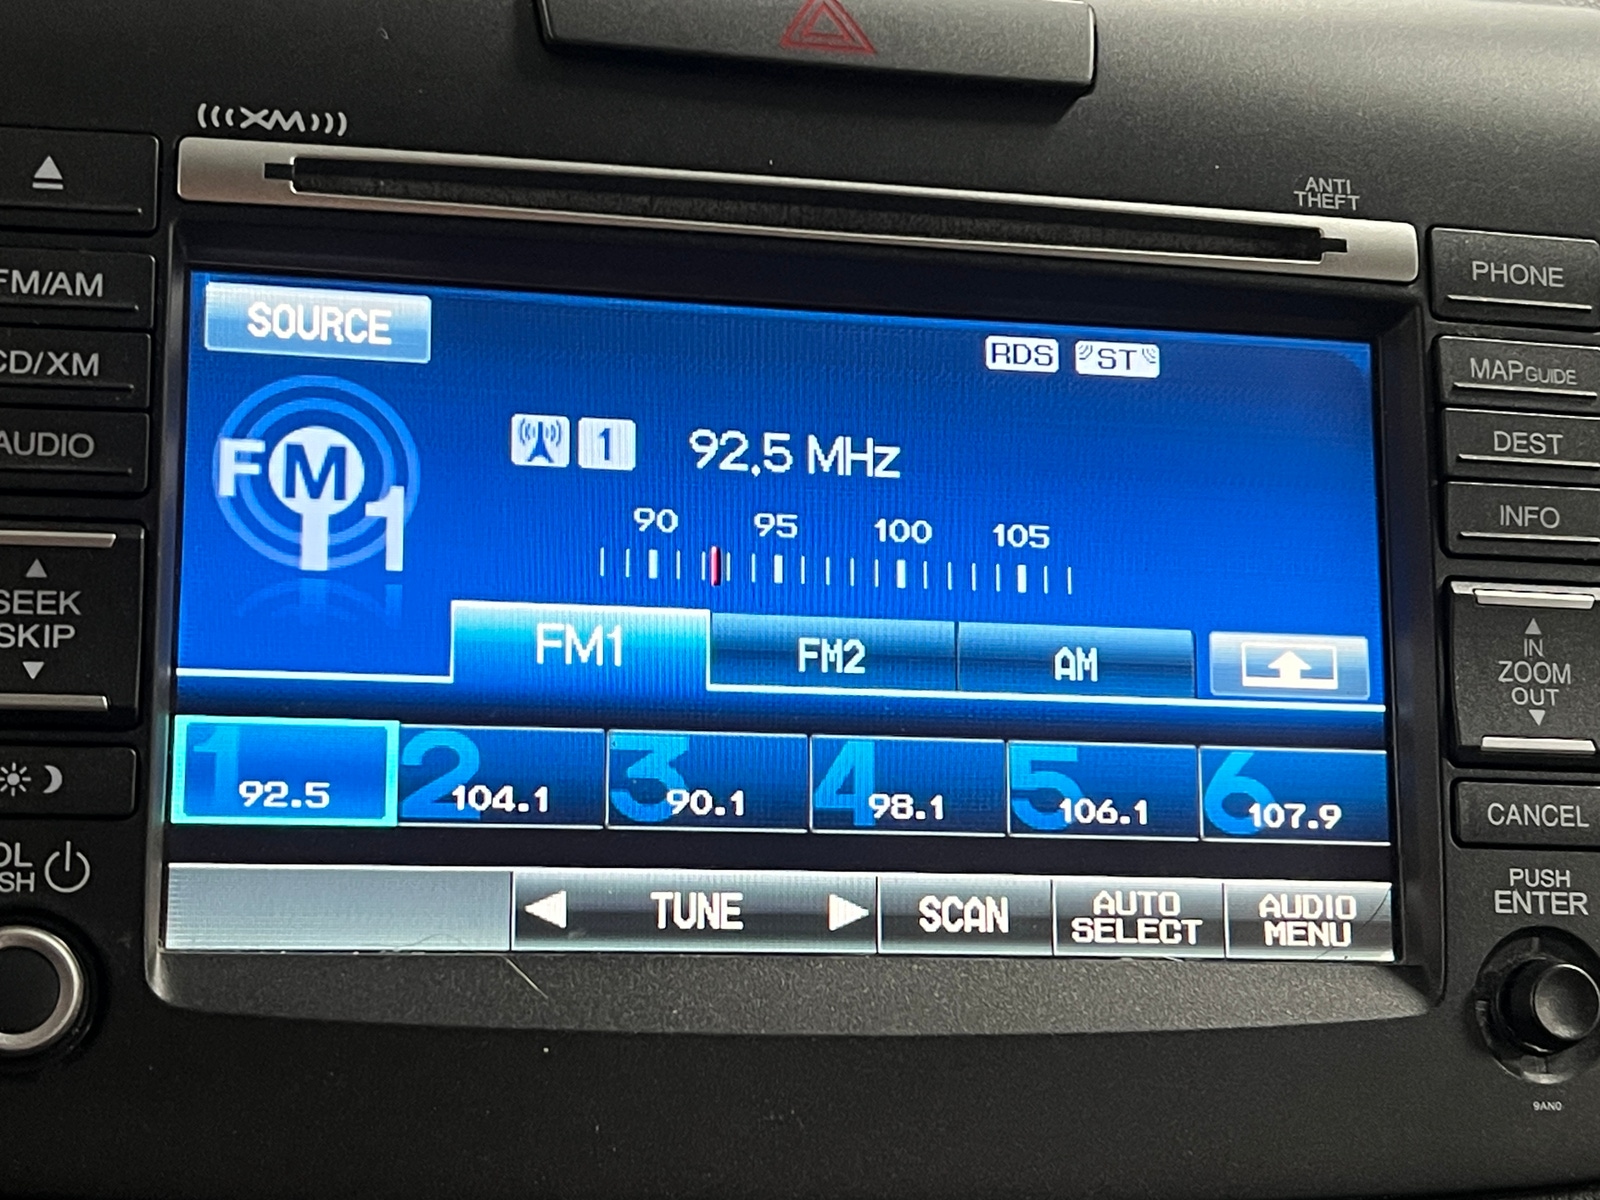 (((XM)))
ANTI
THEFT
FM/AM
CD/XM
AUDIO
SEEK
SKIP
SOURCE
RDS ST
FM1
1 92.5 MHz
90 95 100 105
FM1 FM2 AM
1 92.5 2 104.1 3 90.1 4 98.1 5 106.1 6 107.9
TUNE SCAN AUTO SELECT AUDIO MENU
PHONE
MAP GUIDE
DEST
INFO
IN
ZOOM
OUT
CANCEL
PUSH
ENTER
9AN0